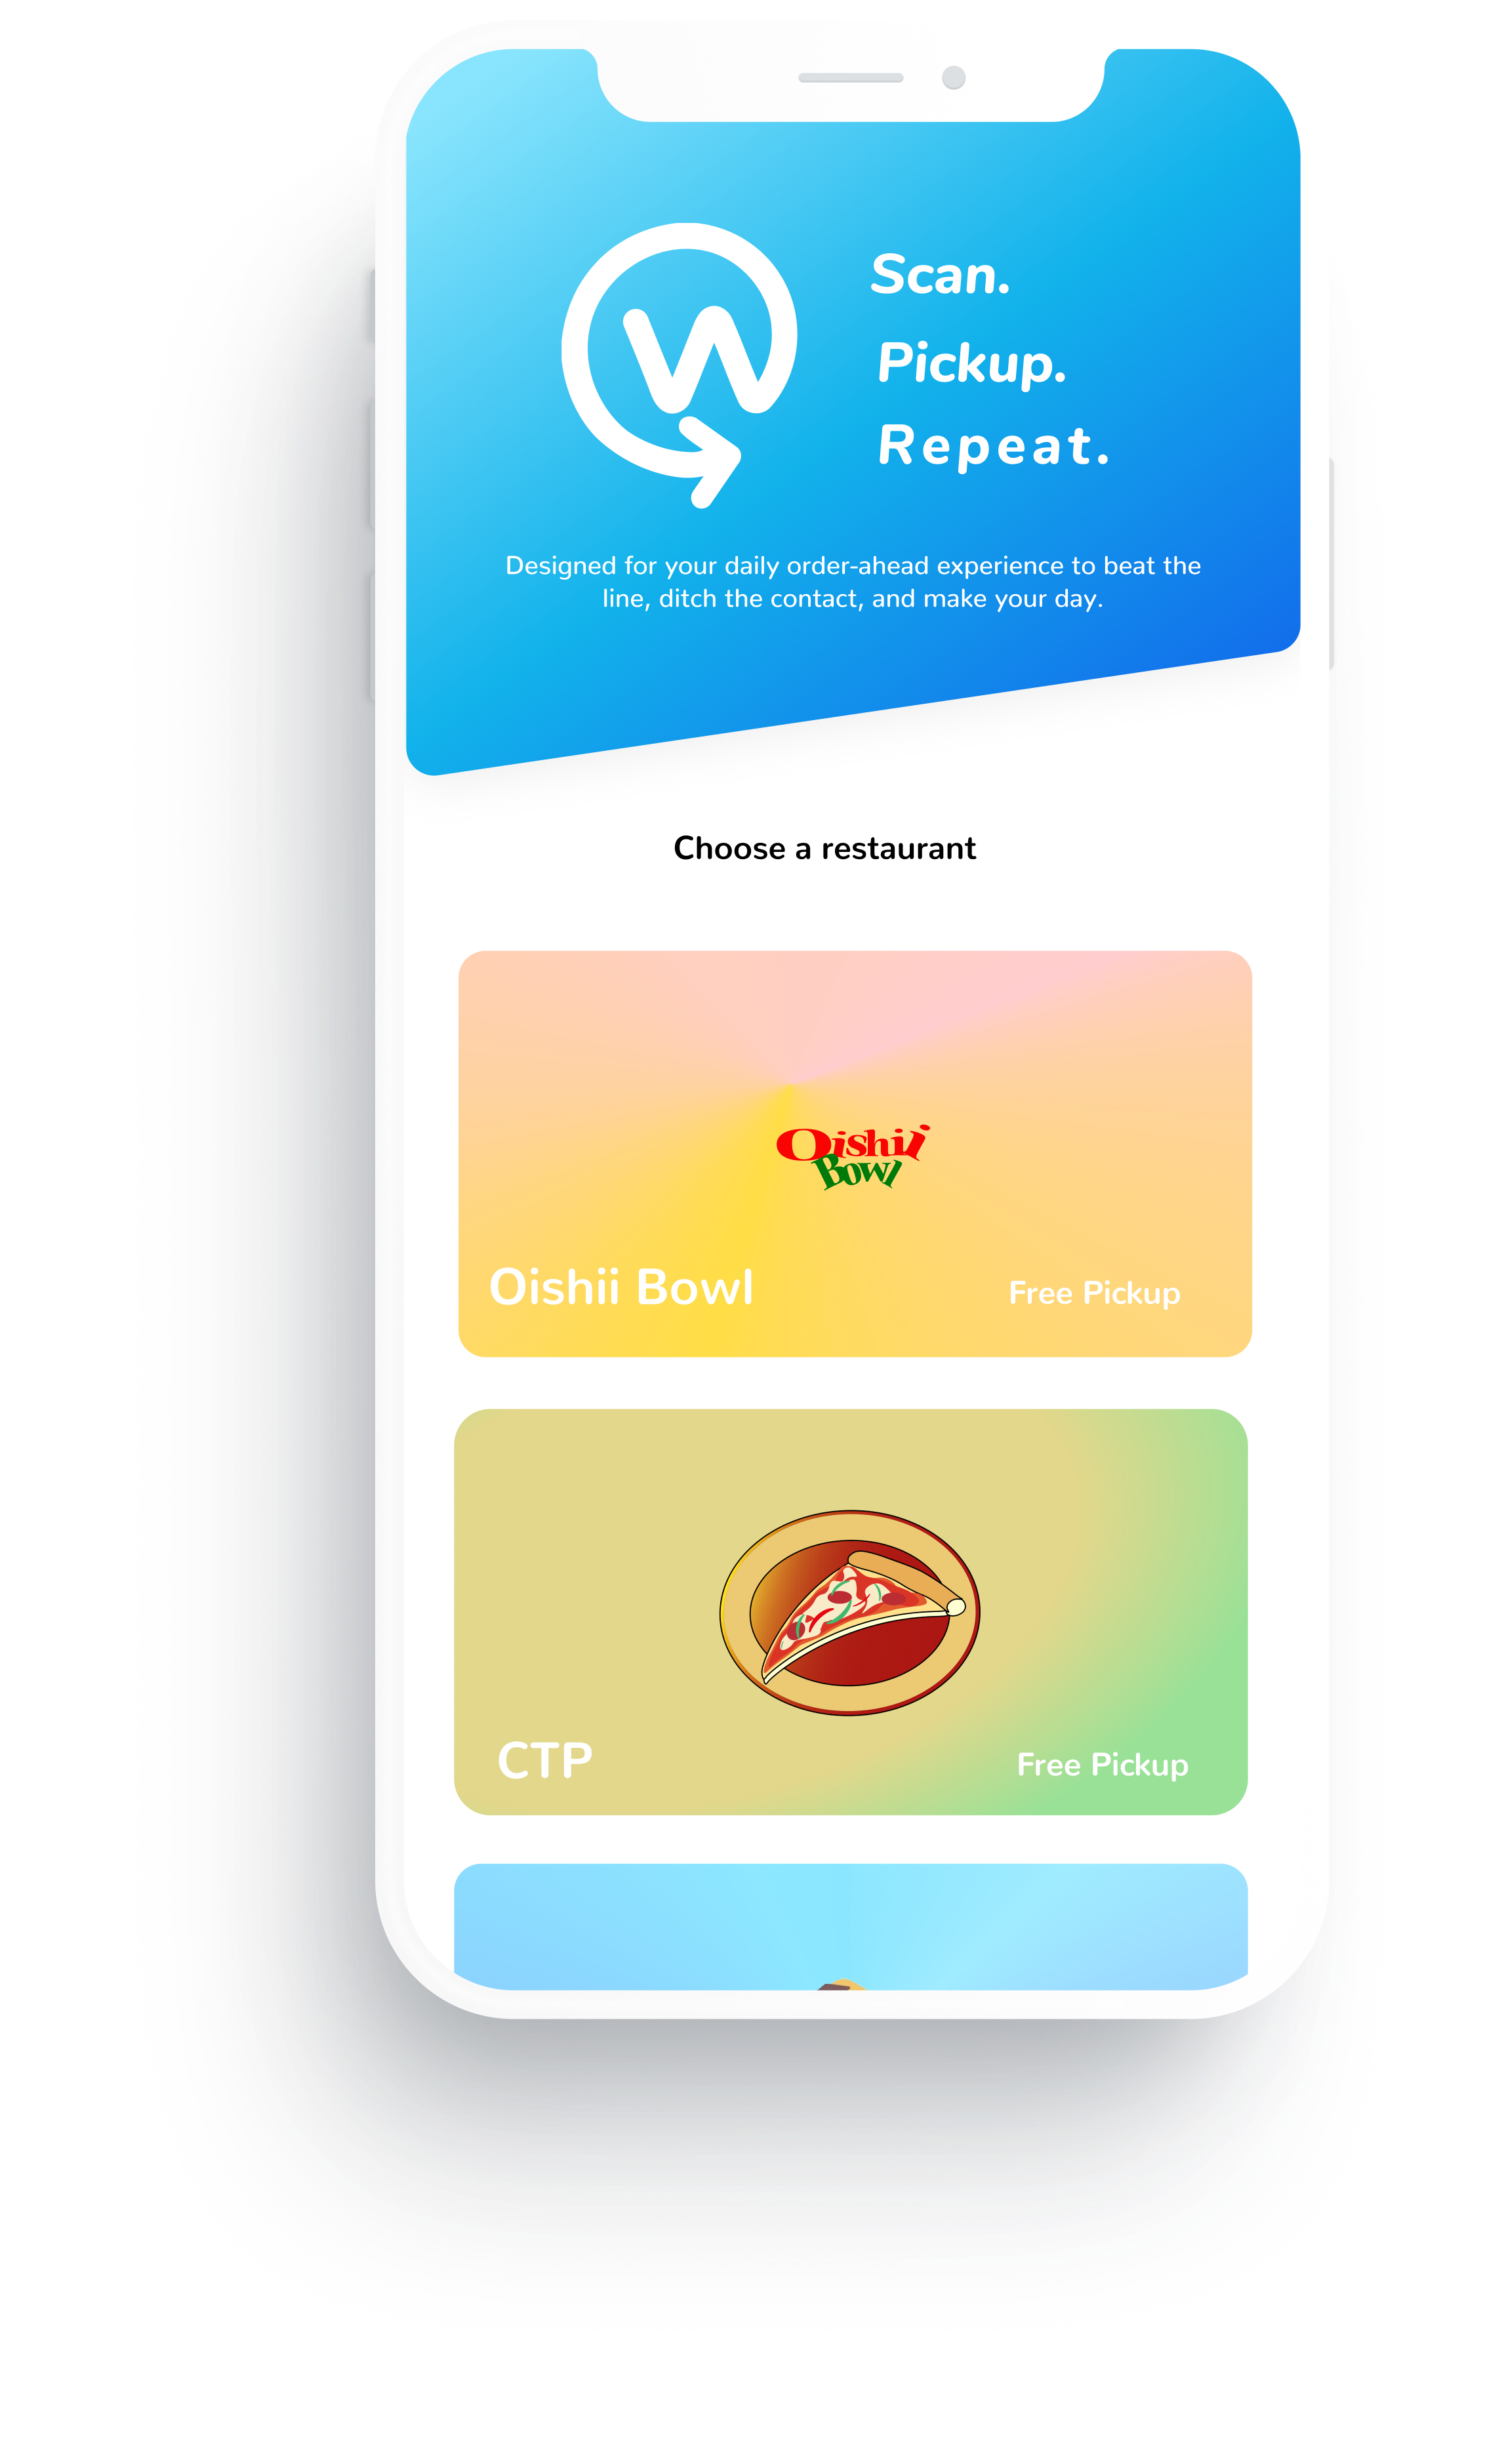 W
Scan.
Pickup.
Repeat.
Designed for your daily order-ahead experience to beat the
line, ditch the contact, and make your day.
Choose a restaurant
Oishii
Bowl
Oishii Bowl
Free Pickup
CTP
Free Pickup